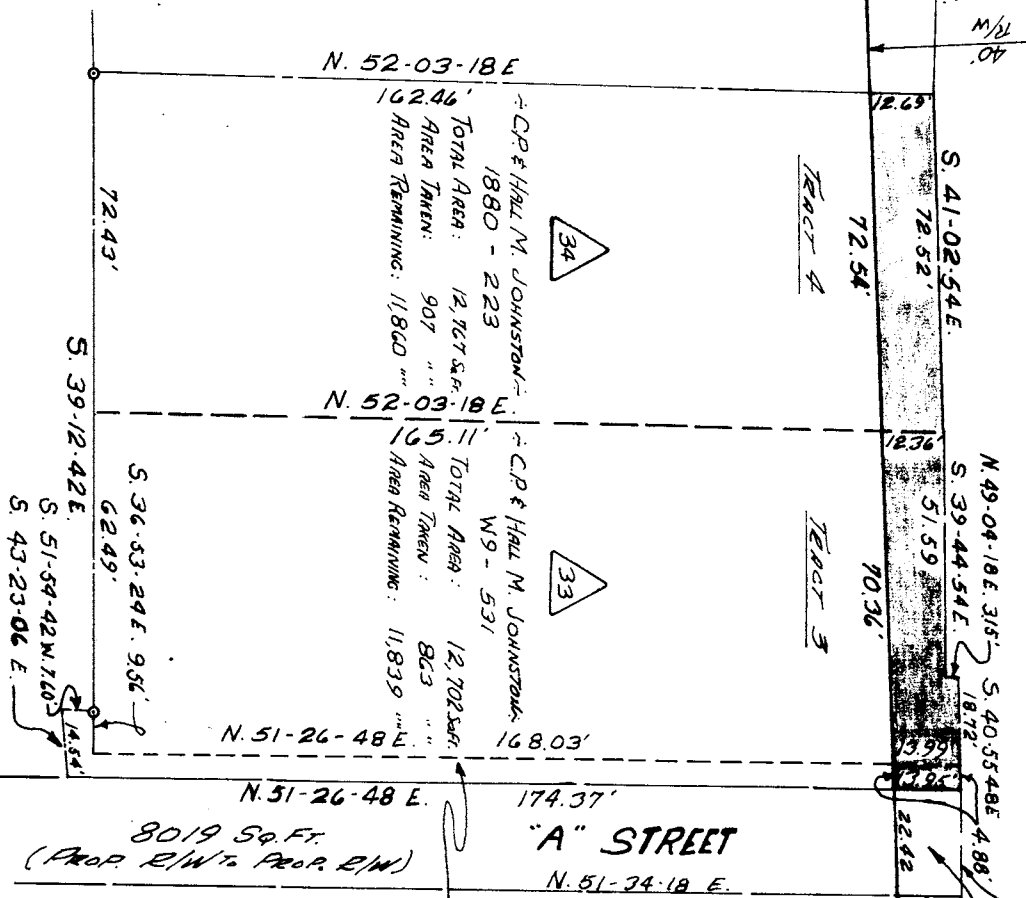 40'
R/W
N. 52-03-18 E
162.46'
12.69'
S. 41-02-54 E.
72.52'
72.54'
TRACT 4
C.P. & HALL M. JOHNSTON
1880 - 223
34
TOTAL AREA: 12,767 SQ. FT.
AREA TAKEN: 907 " "
AREA REMAINING: 11,860 " "
72.43'
S. 39-12-42 E.
N. 52-03-18 E.
165.11'
12.36'
N. 49-04-18 E. 3.15'
S. 39-44-54 E.
51.59
70.36'
TRACT 3
C.P. & HALL M. JOHNSTON
W9 - 531
33
TOTAL AREA: 12,702 SQ. FT.
AREA TAKEN: 863 " "
AREA REMAINING: 11,839 " "
62.49'
S. 36-53-24 E. 9.56'
S. 51-54-42 W. 7.60'
S. 43-23-06 E.
14.54'
S. 40-55-48 E
18.72'
13.99'
13.95'
4.88'
22.42
N. 51-26-48 E.
168.03'
N. 51-26-48 E.
174.37'
8019 SQ. FT.
(PROP. R/W TO PROP. R/W)
"A" STREET
N. 51-34-18 E.